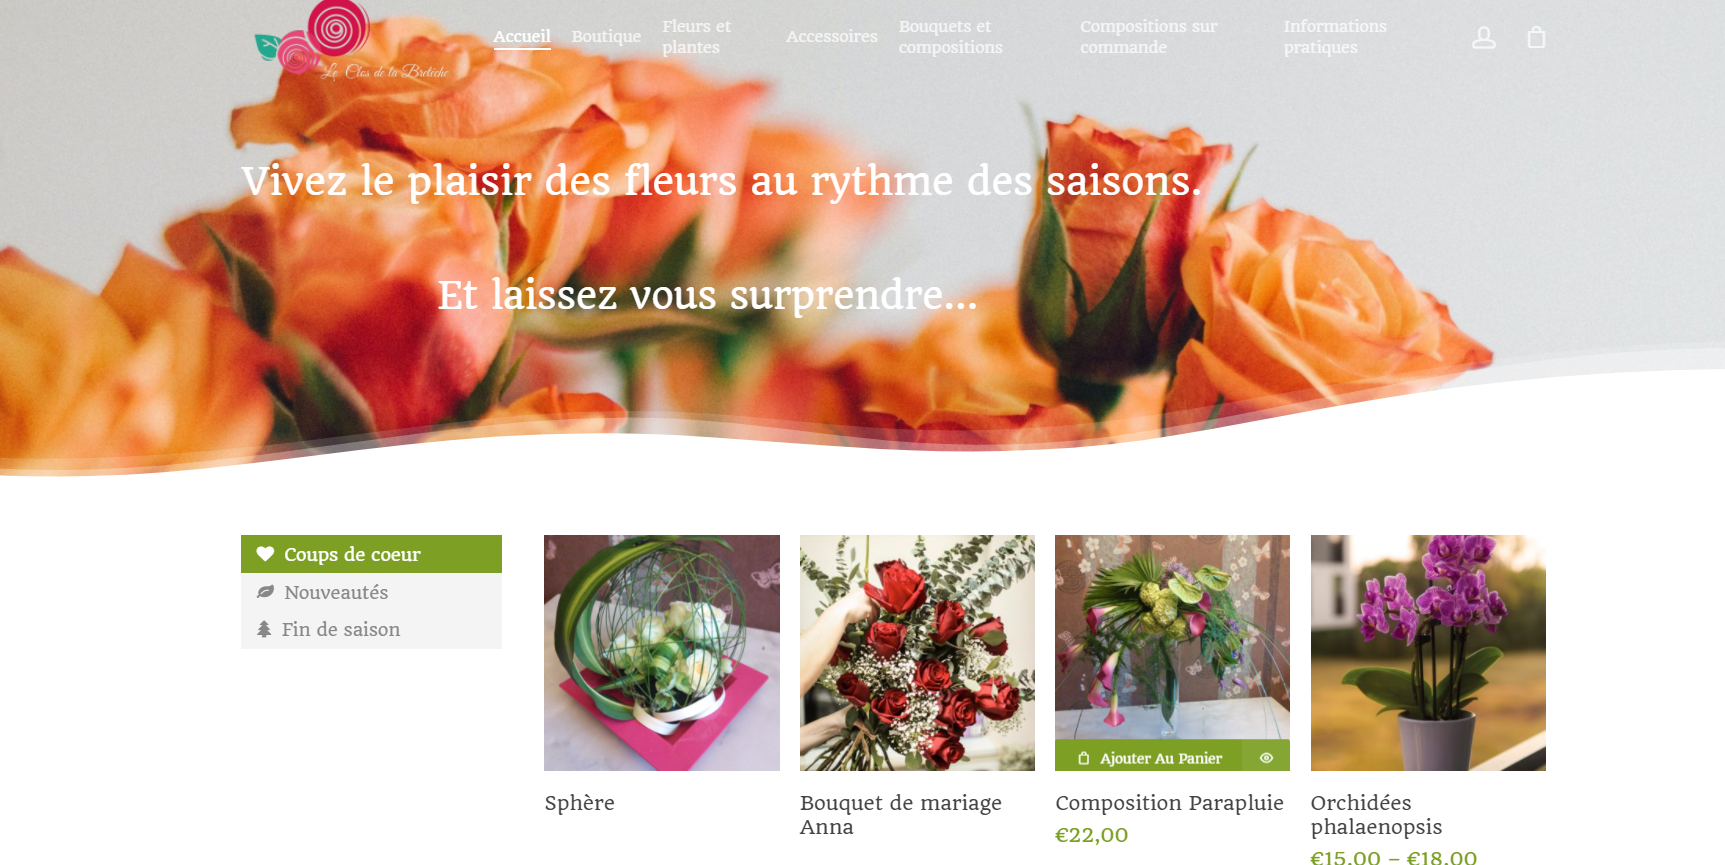 Le Clos de la Bretèche
Accueil
Boutique
Fleurs et
plantes
Accessoires
Bouquets et
compositions
Compositions sur
commande
Informations
pratiques
Vivez le plaisir des fleurs au rythme des saisons.
Et laissez vous surprendre...
Coups de coeur
Nouveautés
Fin de saison
Ajouter Au Panier
Sphère
Bouquet de mariage
Anna
Composition Parapluie
€22,00
Orchidées
phalaenopsis
€15,00 – €18,00